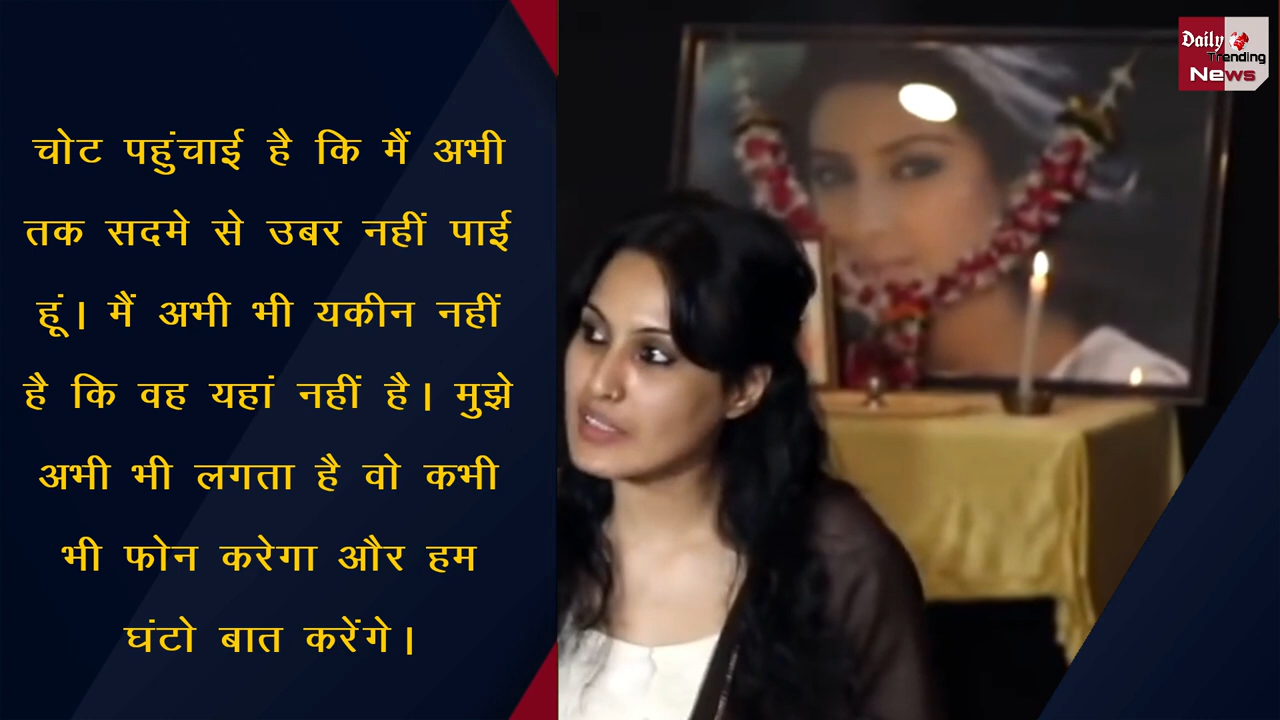 चोट पहुंचाई है कि मैं अभी
तक सदमे से उबर नहीं पाई
हूं। मैं अभी भी यकीन नहीं
है कि वह यहां नहीं है। मुझे
अभी भी लगता है वो कभी
भी फोन करेगा और हम
घंटो बात करेंगे।
Daily
Trending
News